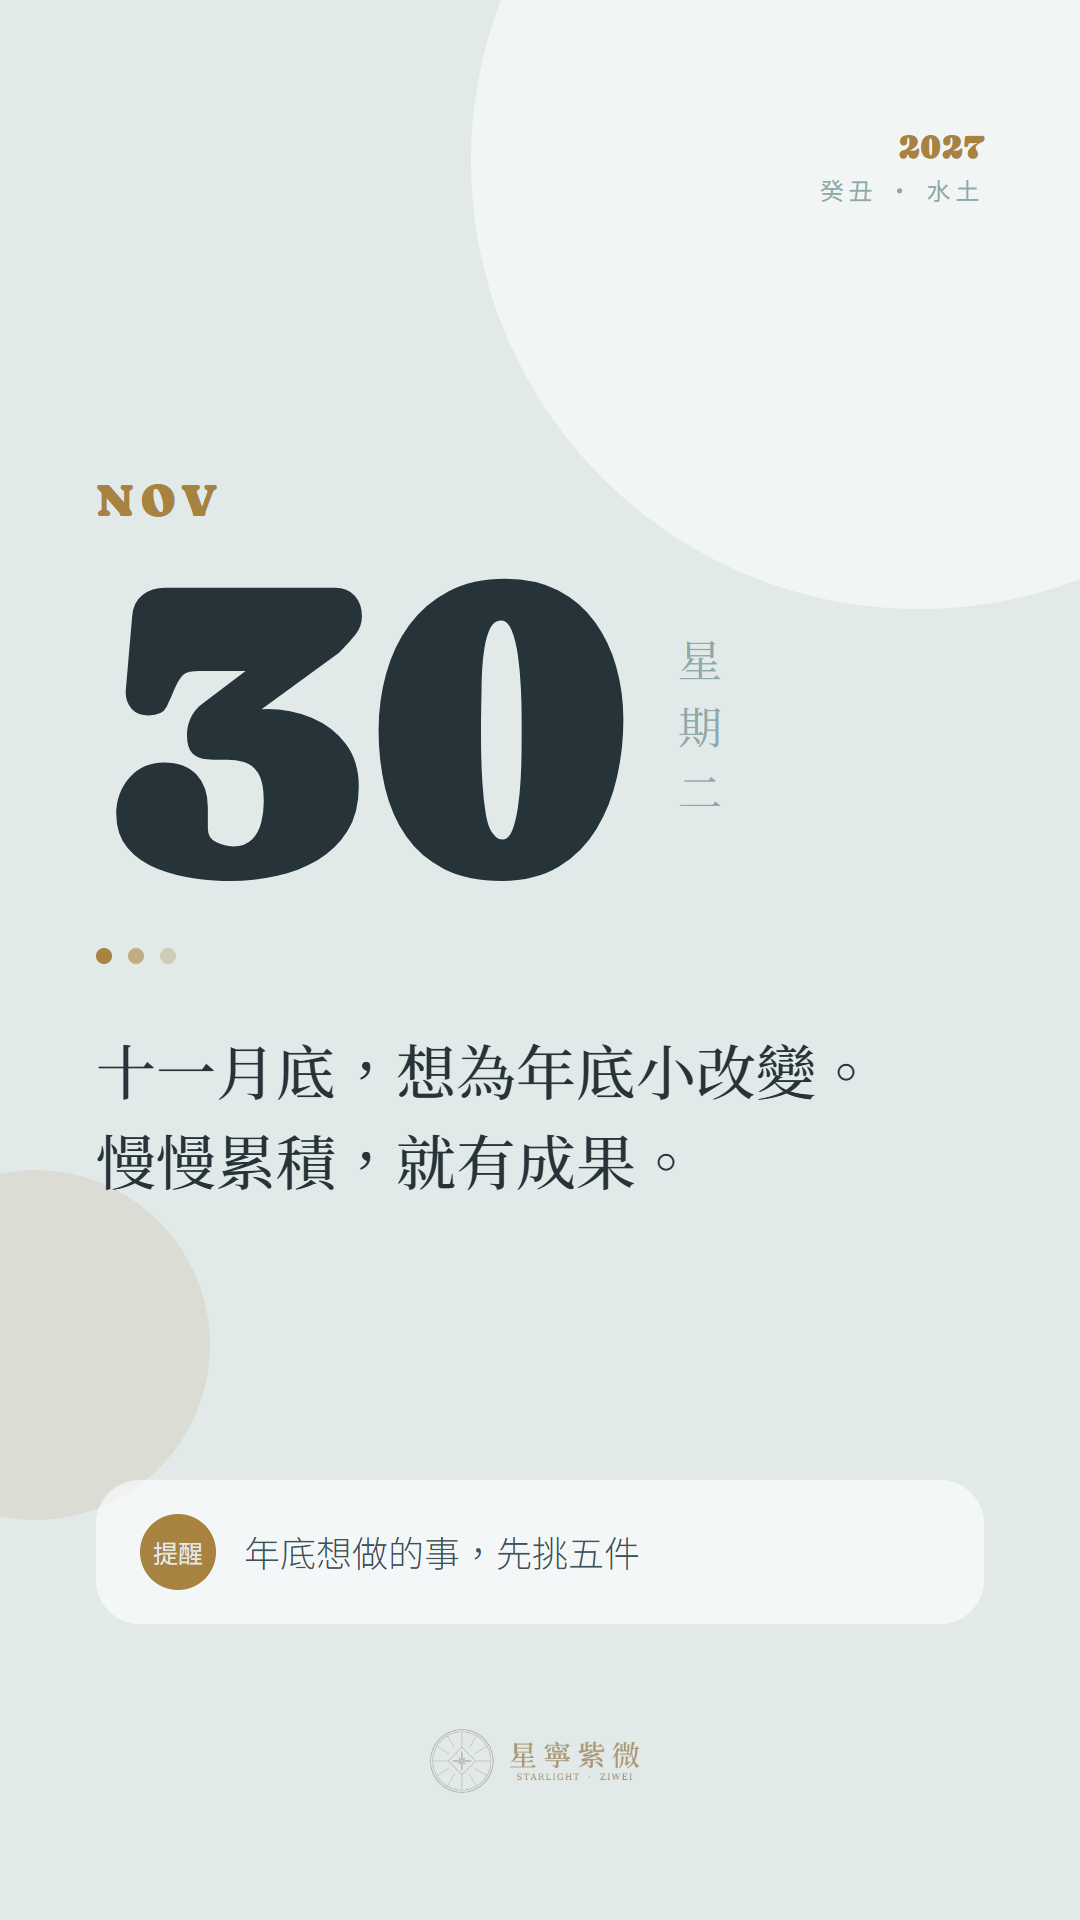 2027
癸丑 · 水土
NOV
30
星期二
十一月底，想為年底小改變。
慢慢累積，就有成果。
提醒
年底想做的事，先挑五件
星寧紫微
STARLIGHT · ZIWEI